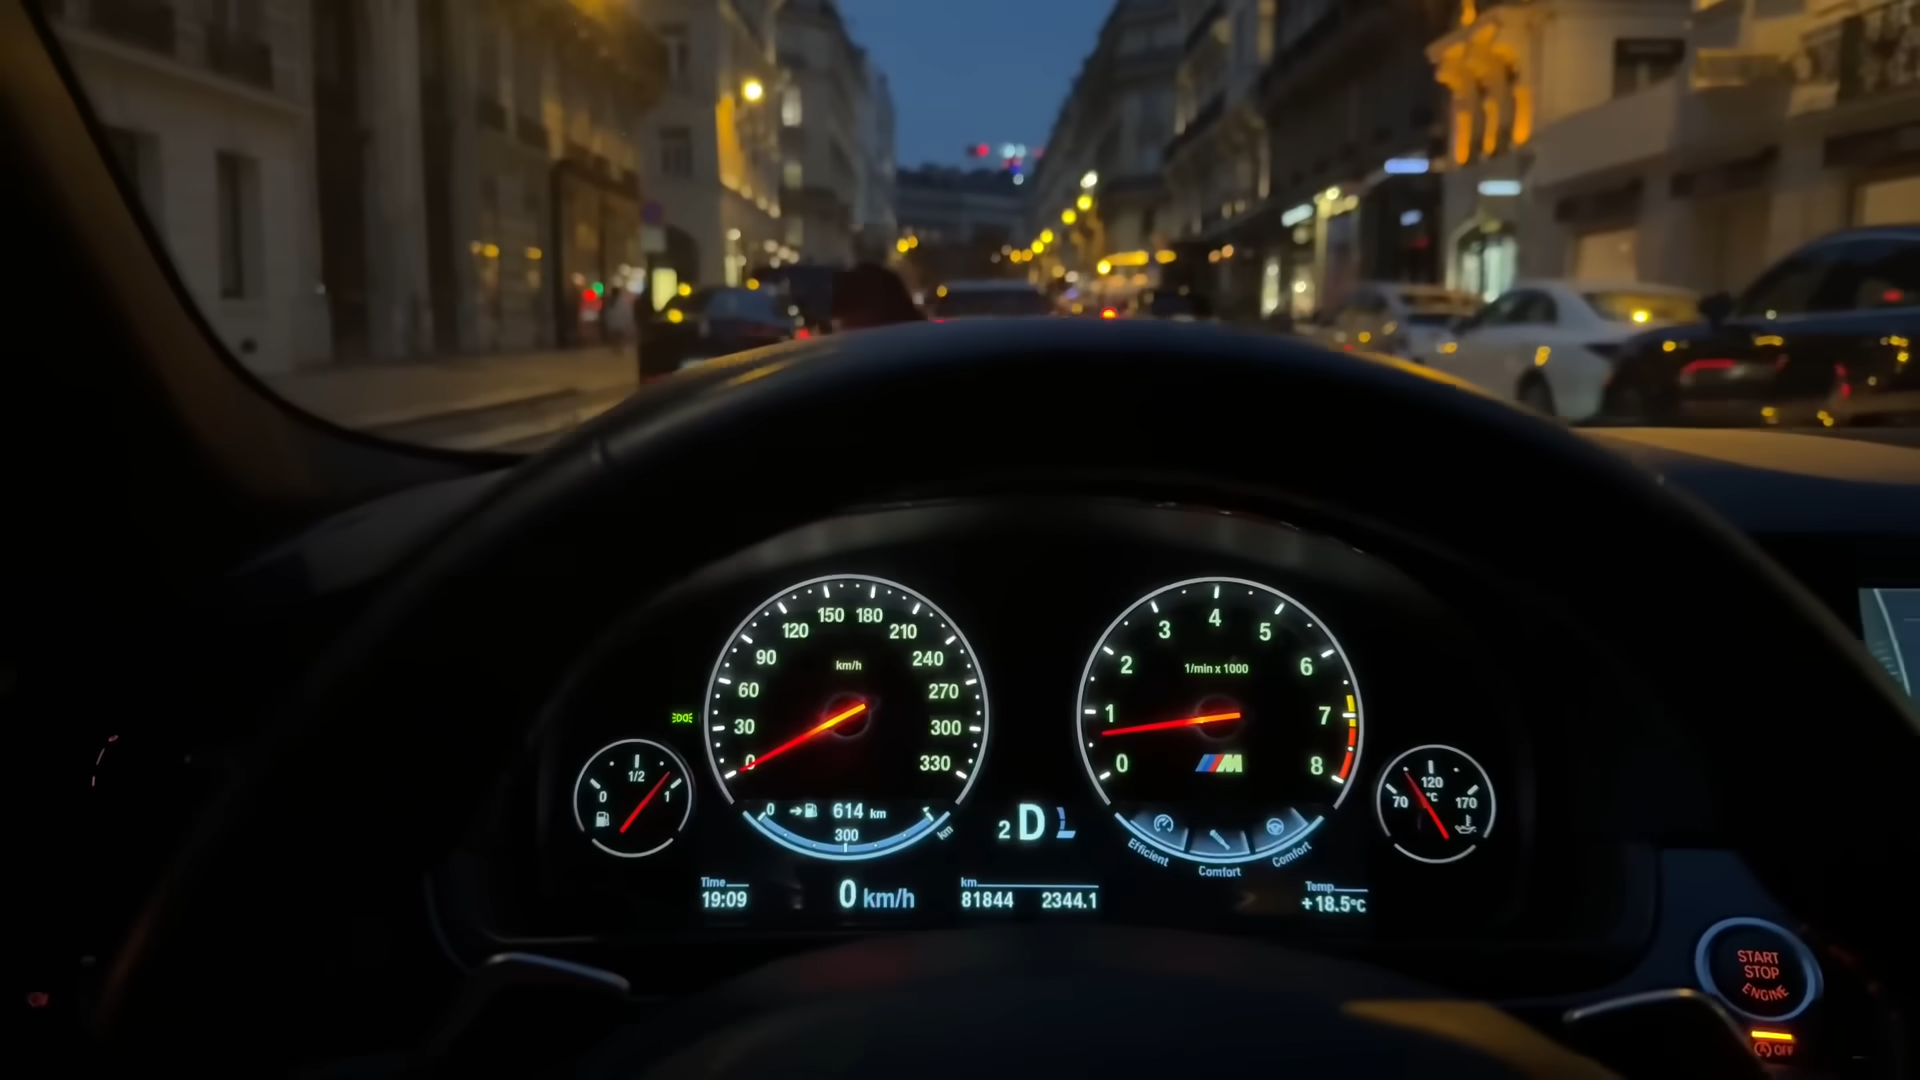 150 180
120 210
90 240
km/h
60 270
30 300
0 330
0 614 km
300
km
4
3 5
2 6
1/min x 1000
1 7
0 8
M
1/2
0 1
120
°C
70 170
2 D
Efficient
Comfort
Comfort
Time
19:09
0 km/h
km
81844 2344.1
Temp
+18.5°C
START
STOP
ENGINE
A OFF